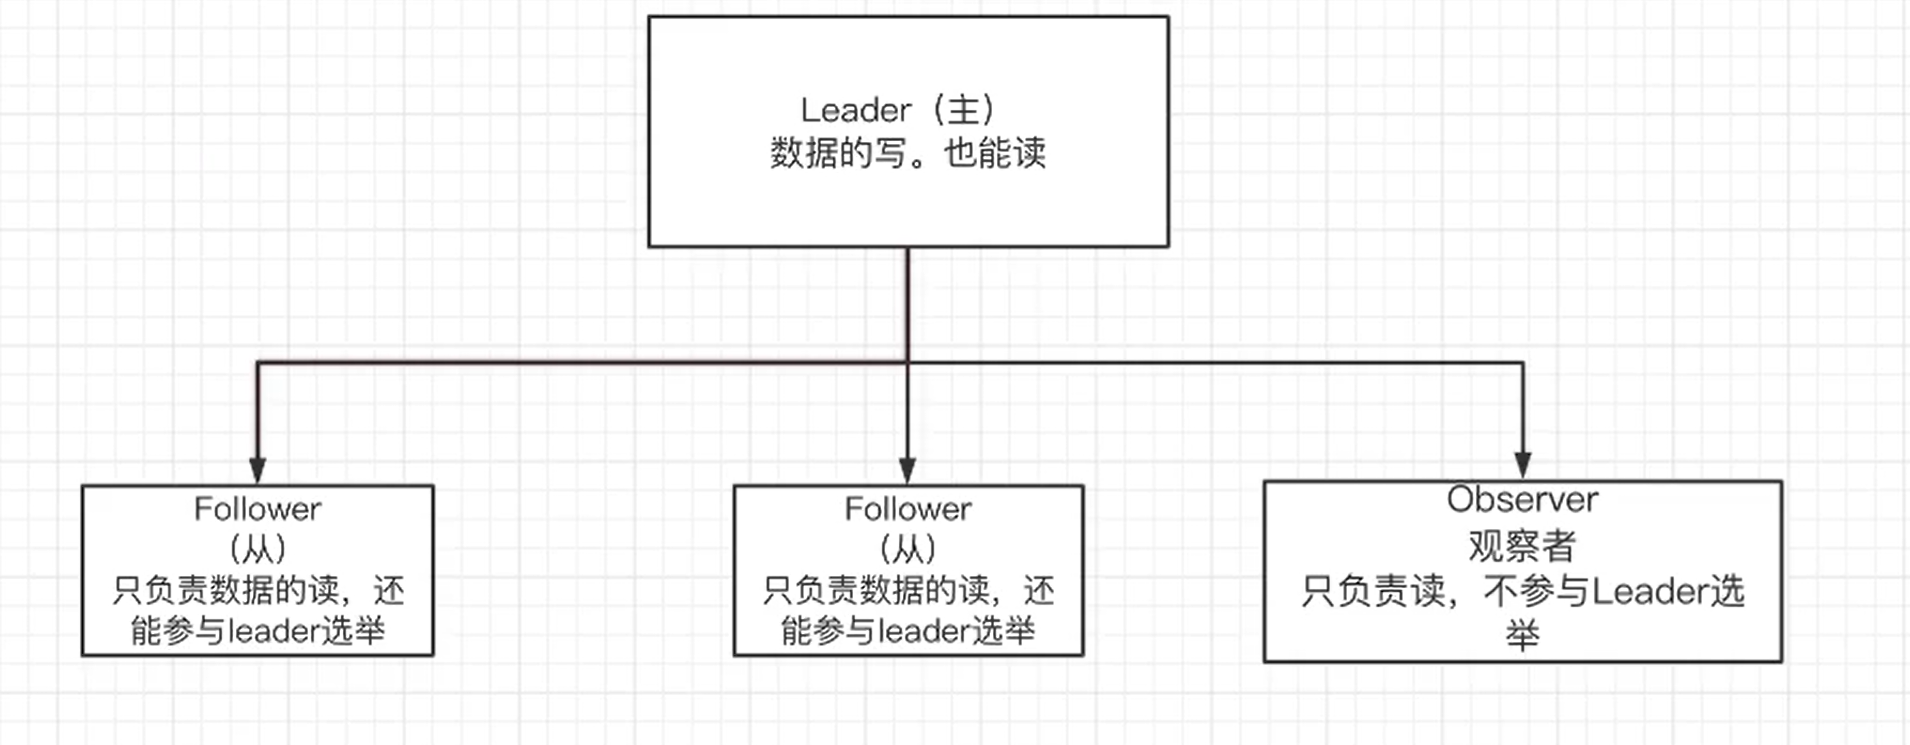 Leader（主）
数据的写。也能读
Follower
（从）
只负责数据的读，还
能参与leader选举
Follower
（从）
只负责数据的读，还
能参与leader选举
Observer
观察者
只负责读，不参与Leader选
举